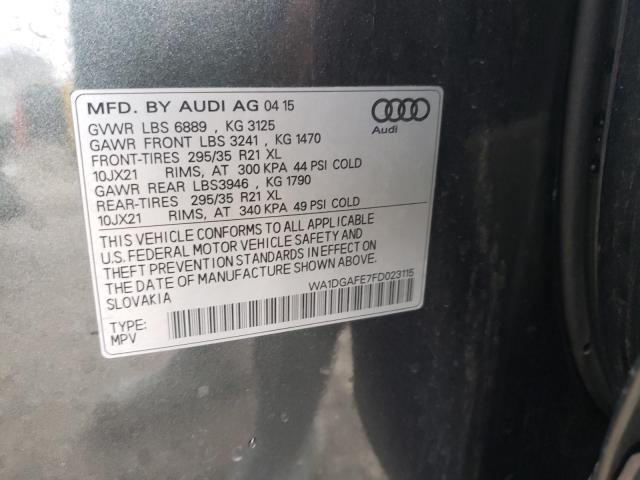 MFD. BY AUDI AG 04 15
GVWR LBS 6889 , KG 3125
GAWR FRONT LBS 3241 , KG 1470
FRONT-TIRES 295/35 R21 XL
10JX21 RIMS, AT 300 KPA 44 PSI COLD
GAWR REAR LBS3946 , KG 1790
REAR-TIRES 295/35 R21 XL
10JX21 RIMS, AT 340 KPA 49 PSI COLD
Audi
THIS VEHICLE CONFORMS TO ALL APPLICABLE
U.S. FEDERAL MOTOR VEHICLE SAFETY AND
THEFT PREVENTION STANDARDS IN EFFECT ON
THE DATE OF MANUFACTURE SHOWN ABOVE.
SLOVAKIA
WA1DGAFE7FD023115
TYPE:
MPV